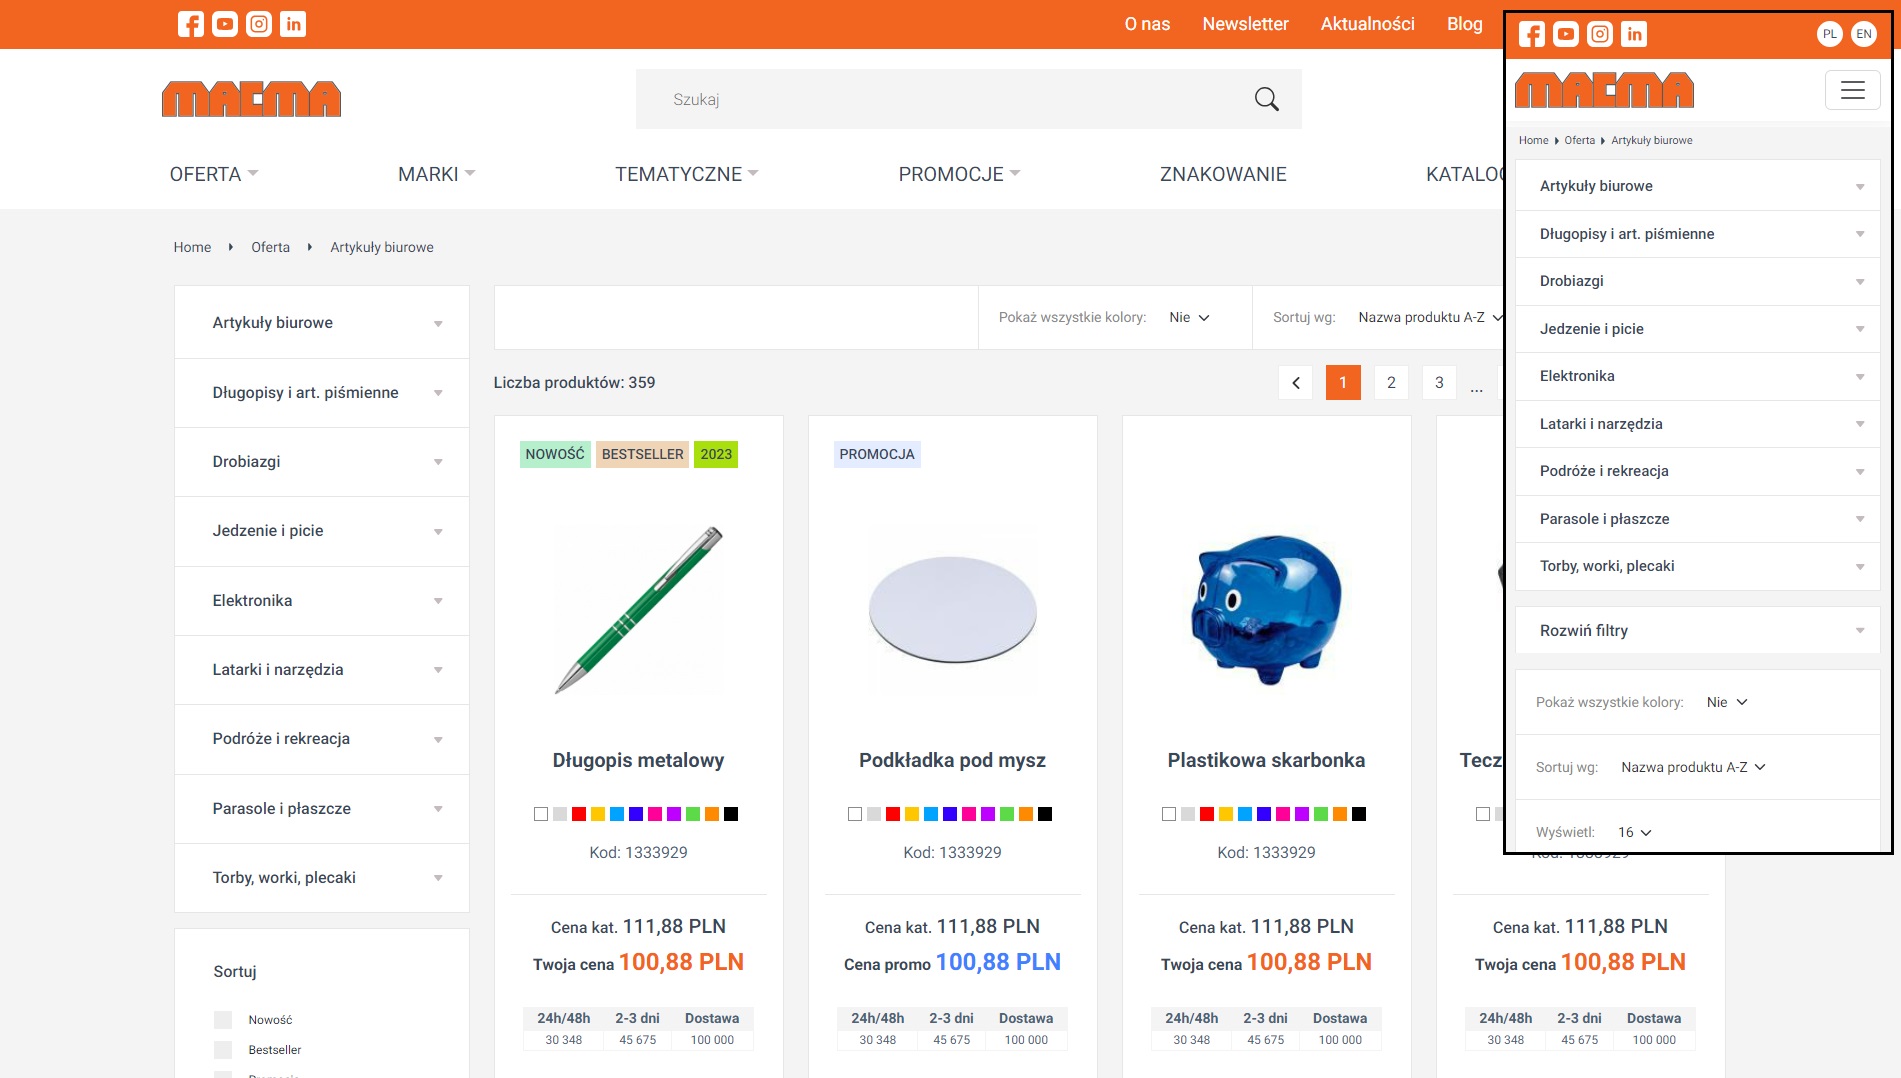 O nas Newsletter Aktualności Blog
MACMA
Szukaj
OFERTA MARKI TEMATYCZNE PROMOCJE ZNAKOWANIE KATALOG
Home Oferta Artykuły biurowe
Artykuły biurowe
Długopisy i art. piśmienne
Drobiazgi
Jedzenie i picie
Elektronika
Latarki i narzędzia
Podróże i rekreacja
Parasole i płaszcze
Torby, worki, plecaki
Sortuj
Nowość
Bestseller
Pokaż wszystkie kolory: Nie Sortuj wg: Nazwa produktu A-Z
Liczba produktów: 359
1 2 3 ...
NOWOŚĆ BESTSELLER 2023
Długopis metalowy
Kod: 1333929
Cena kat. 111,88 PLN
Twoja cena 100,88 PLN
24h/48h 2-3 dni Dostawa
30 348 45 675 100 000
PROMOCJA
Podkładka pod mysz
Kod: 1333929
Cena kat. 111,88 PLN
Cena promo 100,88 PLN
24h/48h 2-3 dni Dostawa
30 348 45 675 100 000
Plastikowa skarbonka
Kod: 1333929
Cena kat. 111,88 PLN
Twoja cena 100,88 PLN
24h/48h 2-3 dni Dostawa
30 348 45 675 100 000
Tecz
Kod: 1333929
Cena kat. 111,88 PLN
Twoja cena 100,88 PLN
24h/48h 2-3 dni Dostawa
30 348 45 675 100 000
PL EN
MACMA
Home Oferta Artykuły biurowe
Artykuły biurowe
Długopisy i art. piśmienne
Drobiazgi
Jedzenie i picie
Elektronika
Latarki i narzędzia
Podróże i rekreacja
Parasole i płaszcze
Torby, worki, plecaki
Rozwiń filtry
Pokaż wszystkie kolory: Nie
Sortuj wg: Nazwa produktu A-Z
Wyświetl: 16